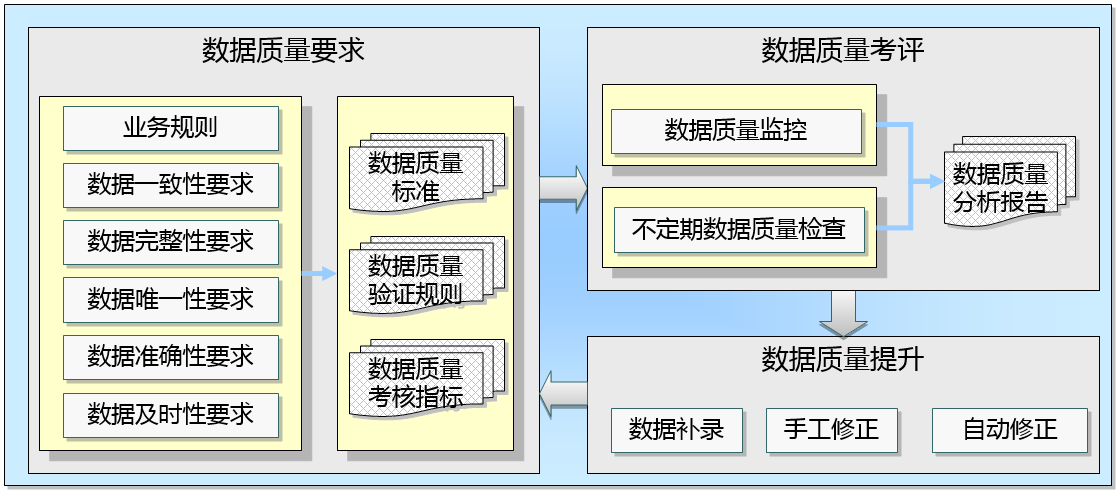 数据质量要求
业务规则
数据一致性要求
数据完整性要求
数据唯一性要求
数据准确性要求
数据及时性要求
数据质量
标准
数据质量
验证规则
数据质量
考核指标
数据质量考评
数据质量监控
不定期数据质量检查
数据质量
分析报告
数据质量提升
数据补录
手工修正
自动修正